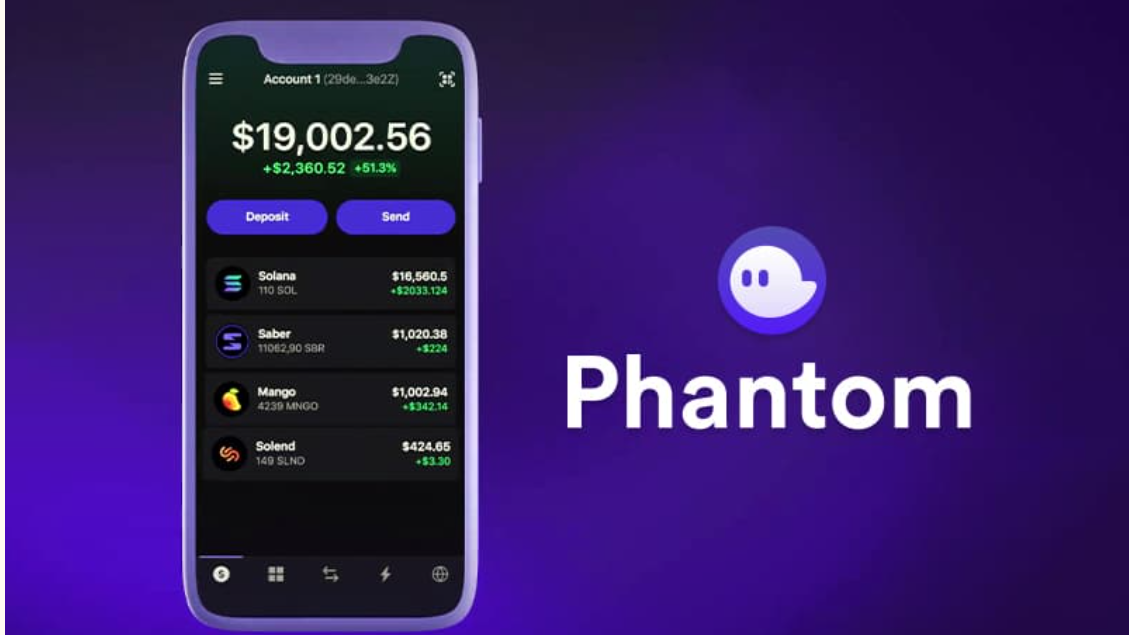 Account 1 (29de...3e2Z)
$19,002.56
+$2,360.52 +51.3%
Deposit Send
Solana $16,560.5
110 SOL +$2033.124
Saber $1,020.38
11062,90 SBR +$224
Mango $1,002.94
4239 MNGO +$342.14
Solend $424.65
149 SLND +$3.30
Phantom